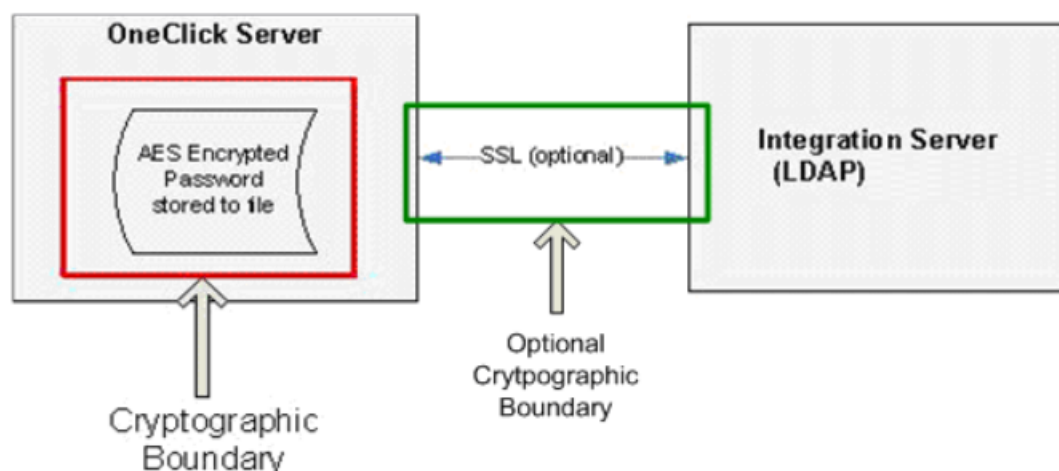 OneClick Server
AES Encrypted
Password
stored to file
SSL (optional)
Integration Server
(LDAP)
Optional
Crytpographic
Boundary
Cryptographic
Boundary